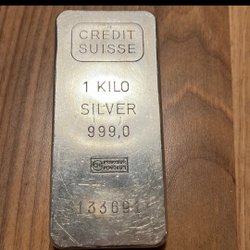 CREDIT
SUISSE
1 KILO
SILVER
999,0